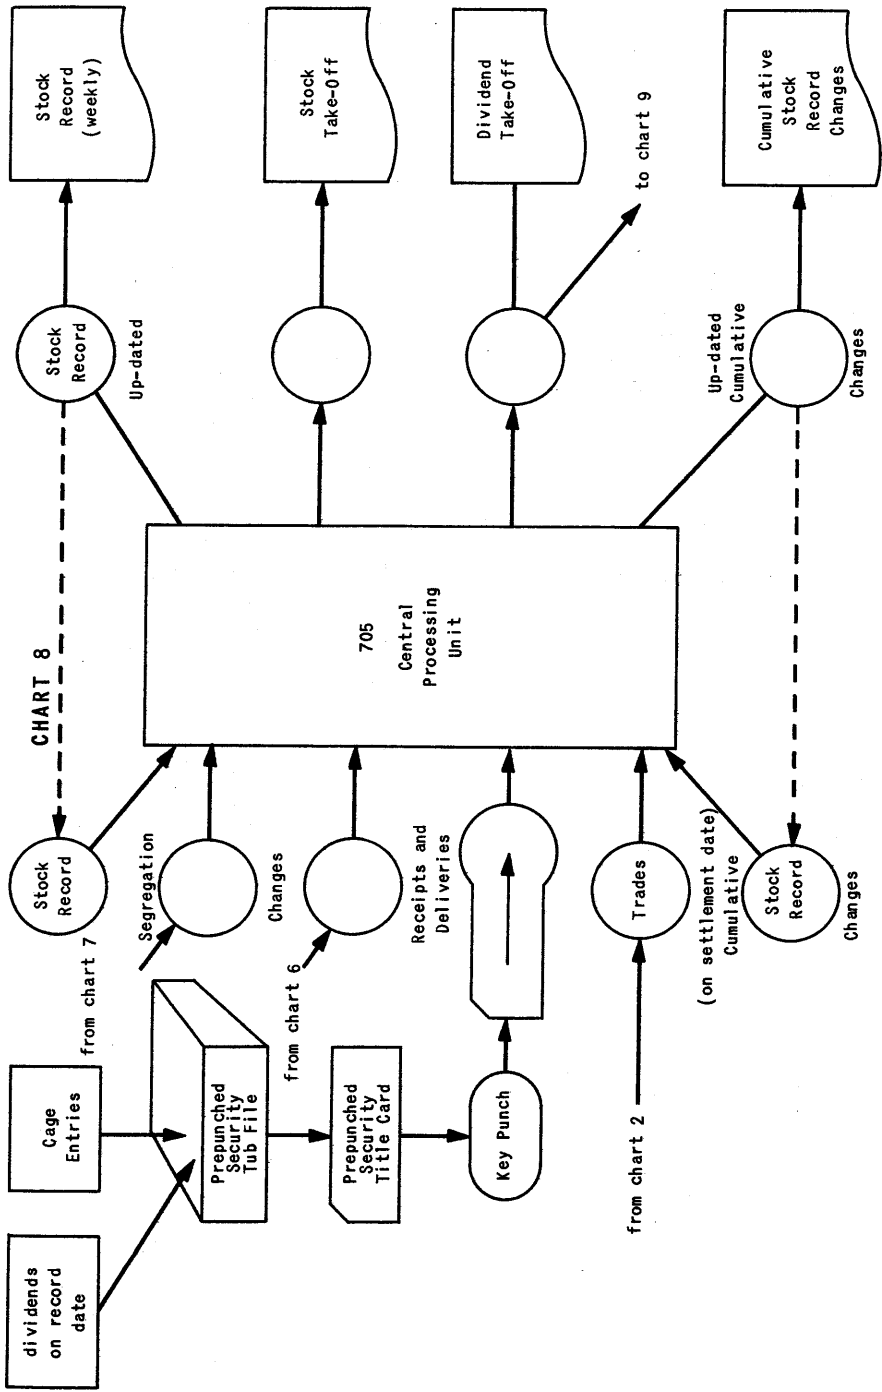 CHART 8
dividends
on record
date
Cage
Entries
Prepunched
Security
Tub File
Prepunched
Security
Title Card
Key Punch
from chart 7
from chart 6
from chart 2
Stock
Record
Segregation
Changes
Receipts and
Deliveries
Trades
(on settlement date)
Cumulative
Stock
Record
Changes
705
Central
Processing
Unit
Stock
Record
Up-dated
Up-dated
Cumulative
Changes
to chart 9
Stock
Record
(weekly)
Stock
Take-Off
Dividend
Take-Off
Cumulative
Stock
Record
Changes